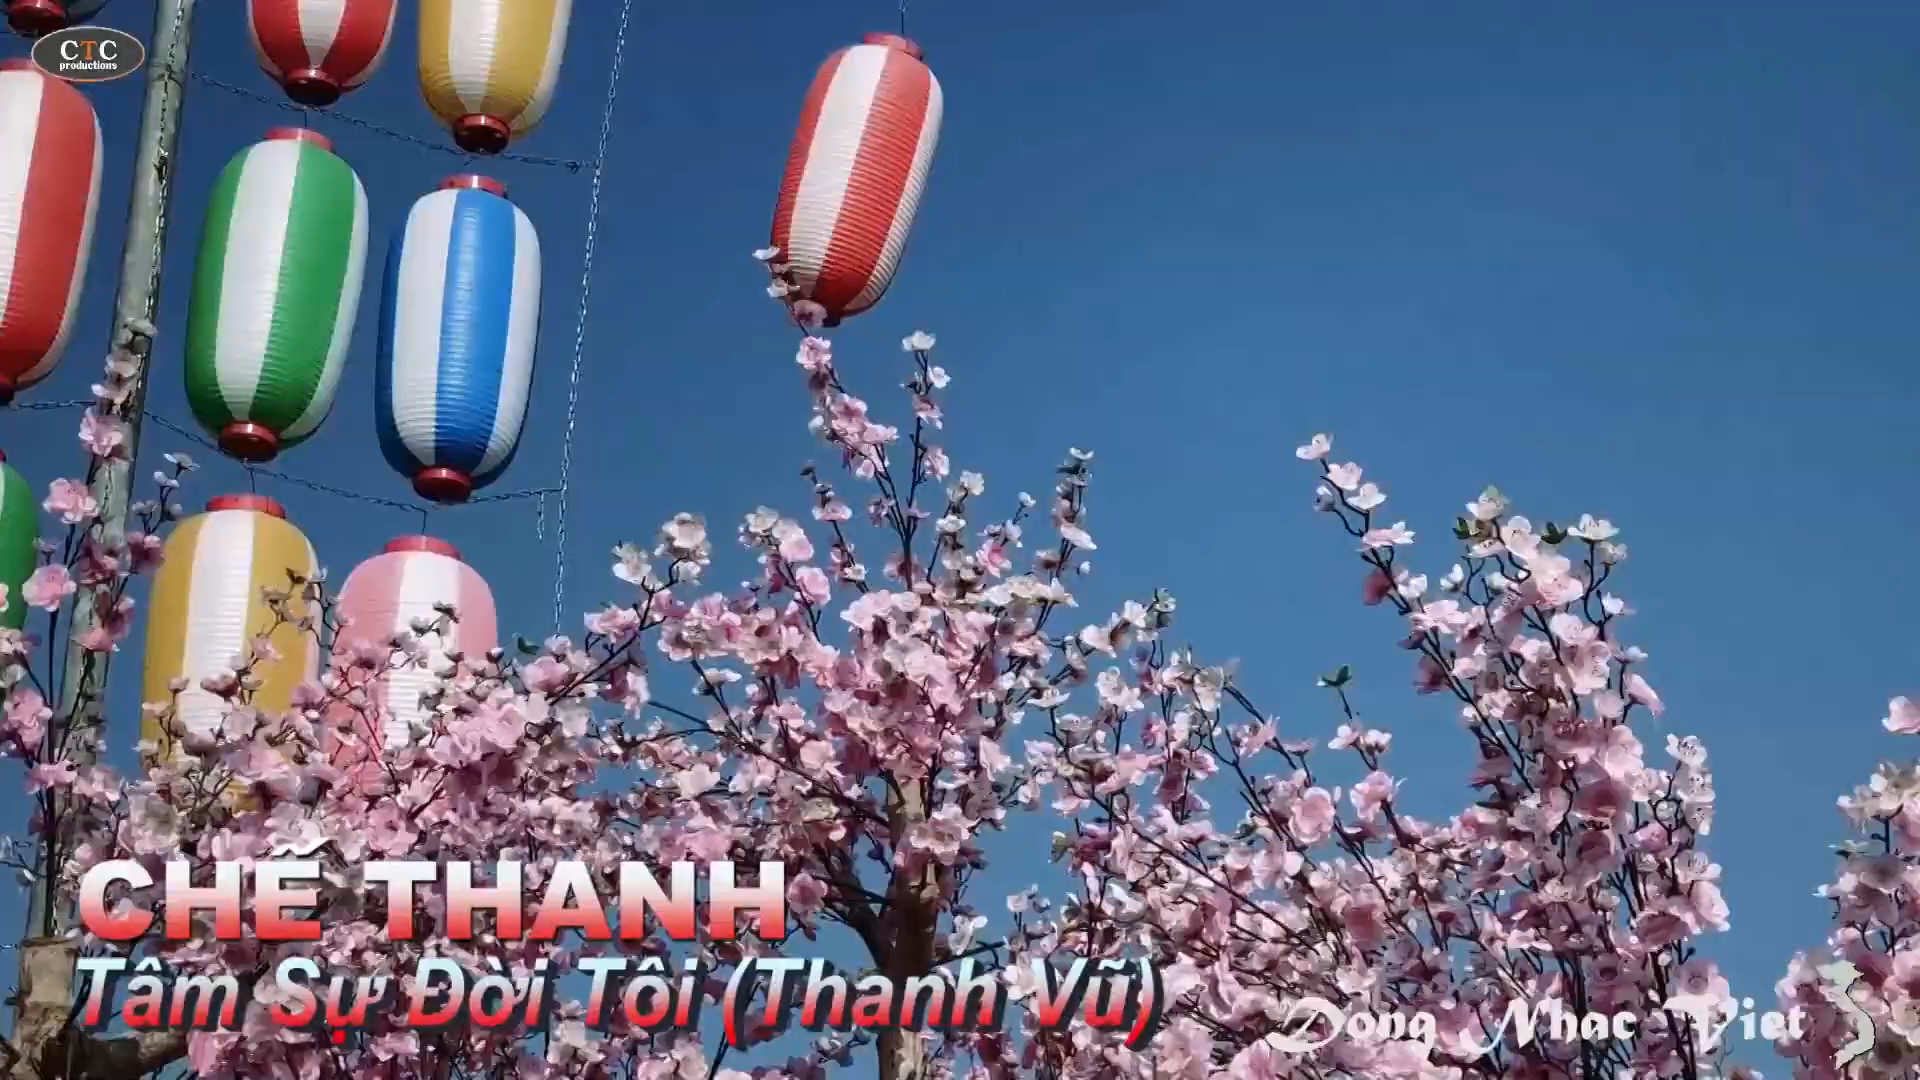 CTC
productions
CHẾ THANH
Tâm Sự Đời Tôi (Thanh Vũ)
Dong Nhac Viet